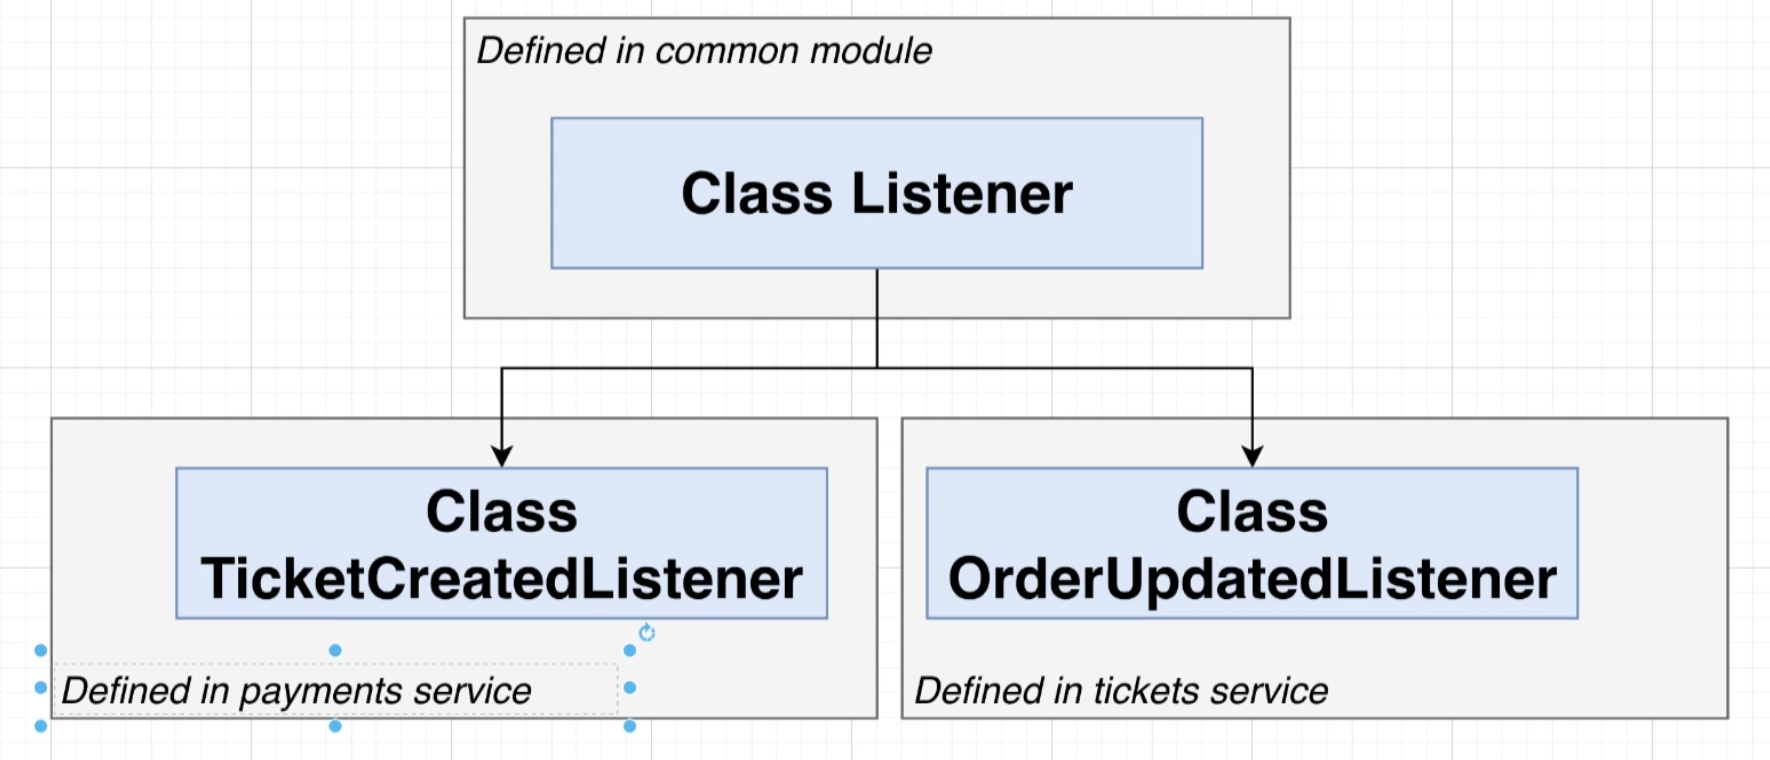 Defined in common module
Class Listener
Class
TicketCreatedListener
Defined in payments service
Class
OrderUpdatedListener
Defined in tickets service